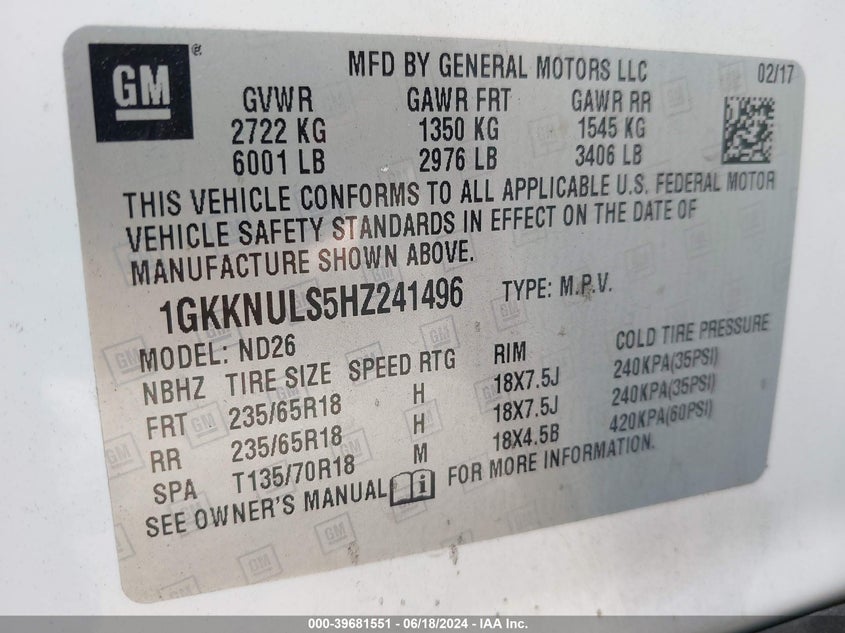 GM ®
MFD BY GENERAL MOTORS LLC 02/17
GVWR GAWR FRT GAWR RR
2722 KG 1350 KG 1545 KG
6001 LB 2976 LB 3406 LB
THIS VEHICLE CONFORMS TO ALL APPLICABLE U.S. FEDERAL MOTOR
VEHICLE SAFETY STANDARDS IN EFFECT ON THE DATE OF
MANUFACTURE SHOWN ABOVE.
1GKKNULS5HZ241496 TYPE: M.P.V.
MODEL: ND26
NBHZ TIRE SIZE SPEED RTG RIM COLD TIRE PRESSURE
FRT 235/65R18 H 18X7.5J 240KPA(35PSI)
RR 235/65R18 H 18X7.5J 240KPA(35PSI)
SPA T135/70R18 M 18X4.5B 420KPA(60PSI)
SEE OWNER'S MANUAL i FOR MORE INFORMATION.
000-39681551 - 06/18/2024 - IAA Inc.